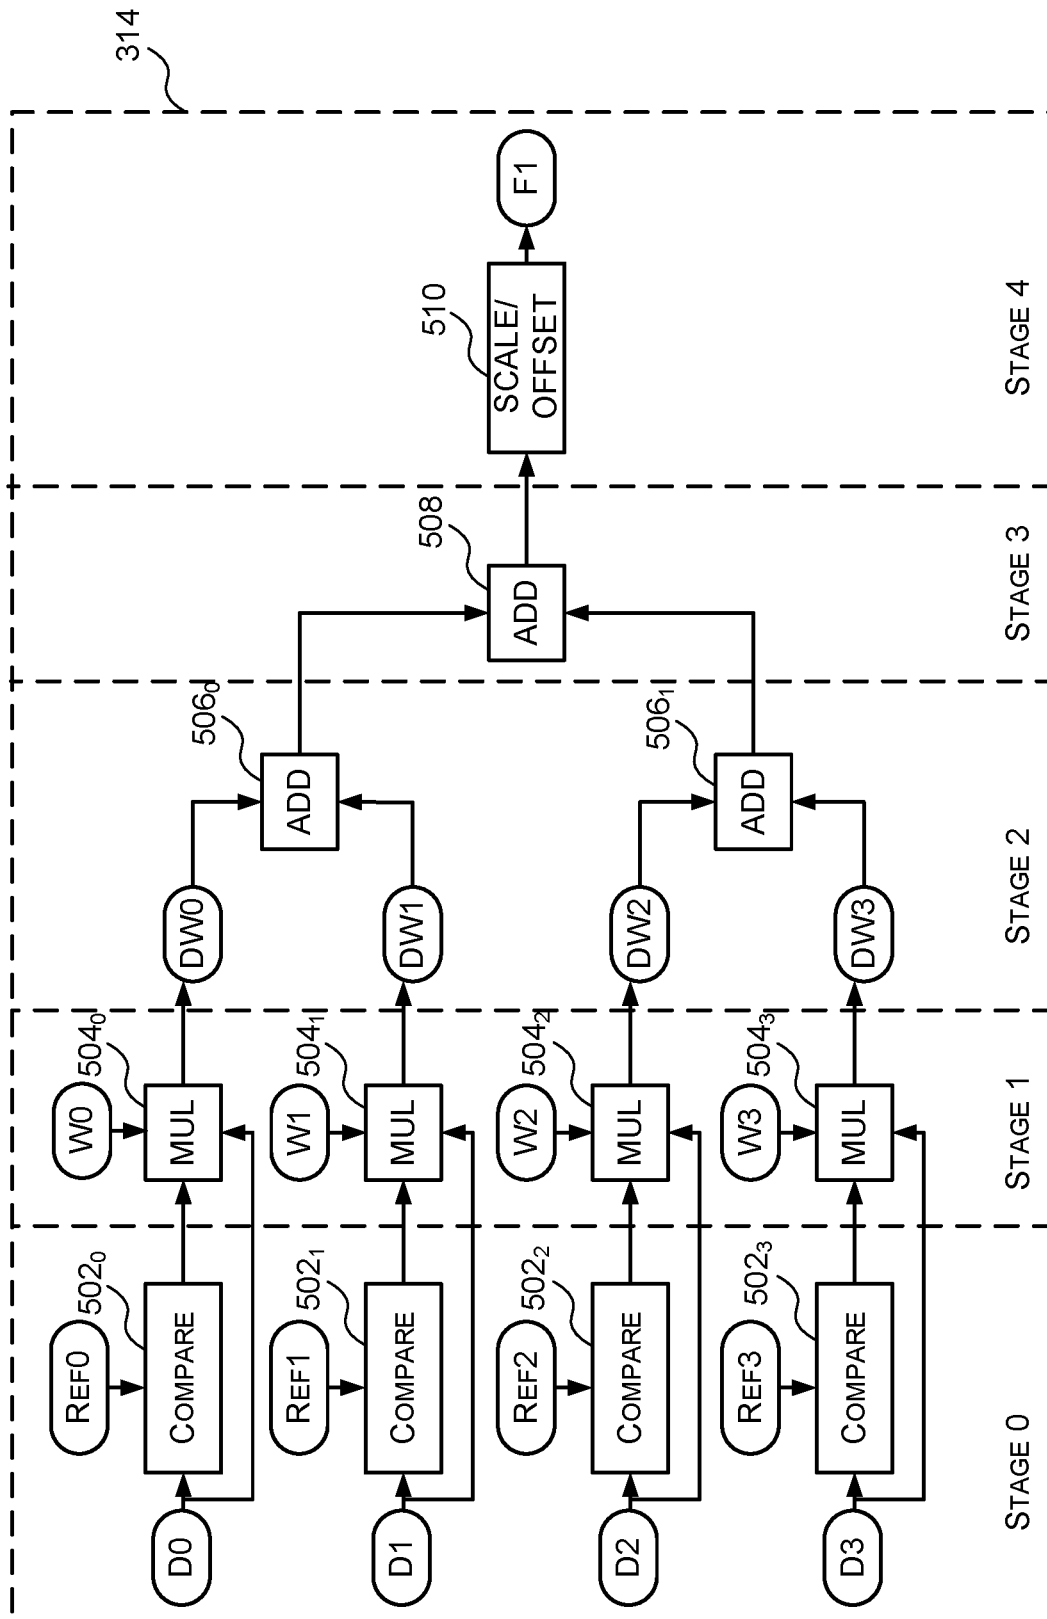 314
D0
REF0
502₀
COMPARE
W0
504₀
MUL
DW0
506₀
ADD
D1
REF1
502₁
COMPARE
W1
504₁
MUL
DW1
508
ADD
510
SCALE/
OFFSET
F1
D2
REF2
502₂
COMPARE
W2
504₂
MUL
DW2
506₁
ADD
D3
REF3
502₃
COMPARE
W3
504₃
MUL
DW3
STAGE 0
STAGE 1
STAGE 2
STAGE 3
STAGE 4